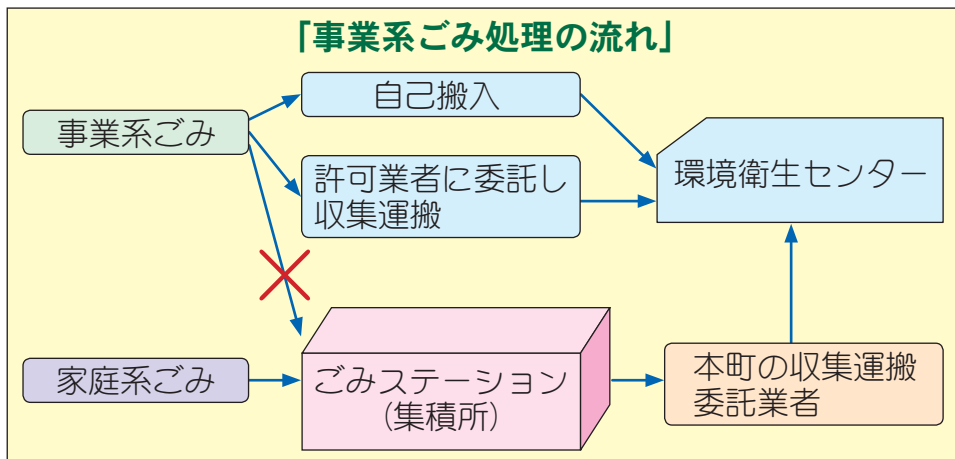 「事業系ごみ処理の流れ」
事業系ごみ
自己搬入
許可業者に委託し
収集運搬
環境衛生センター
家庭系ごみ
ごみステーション
（集積所）
本町の収集運搬
委託業者